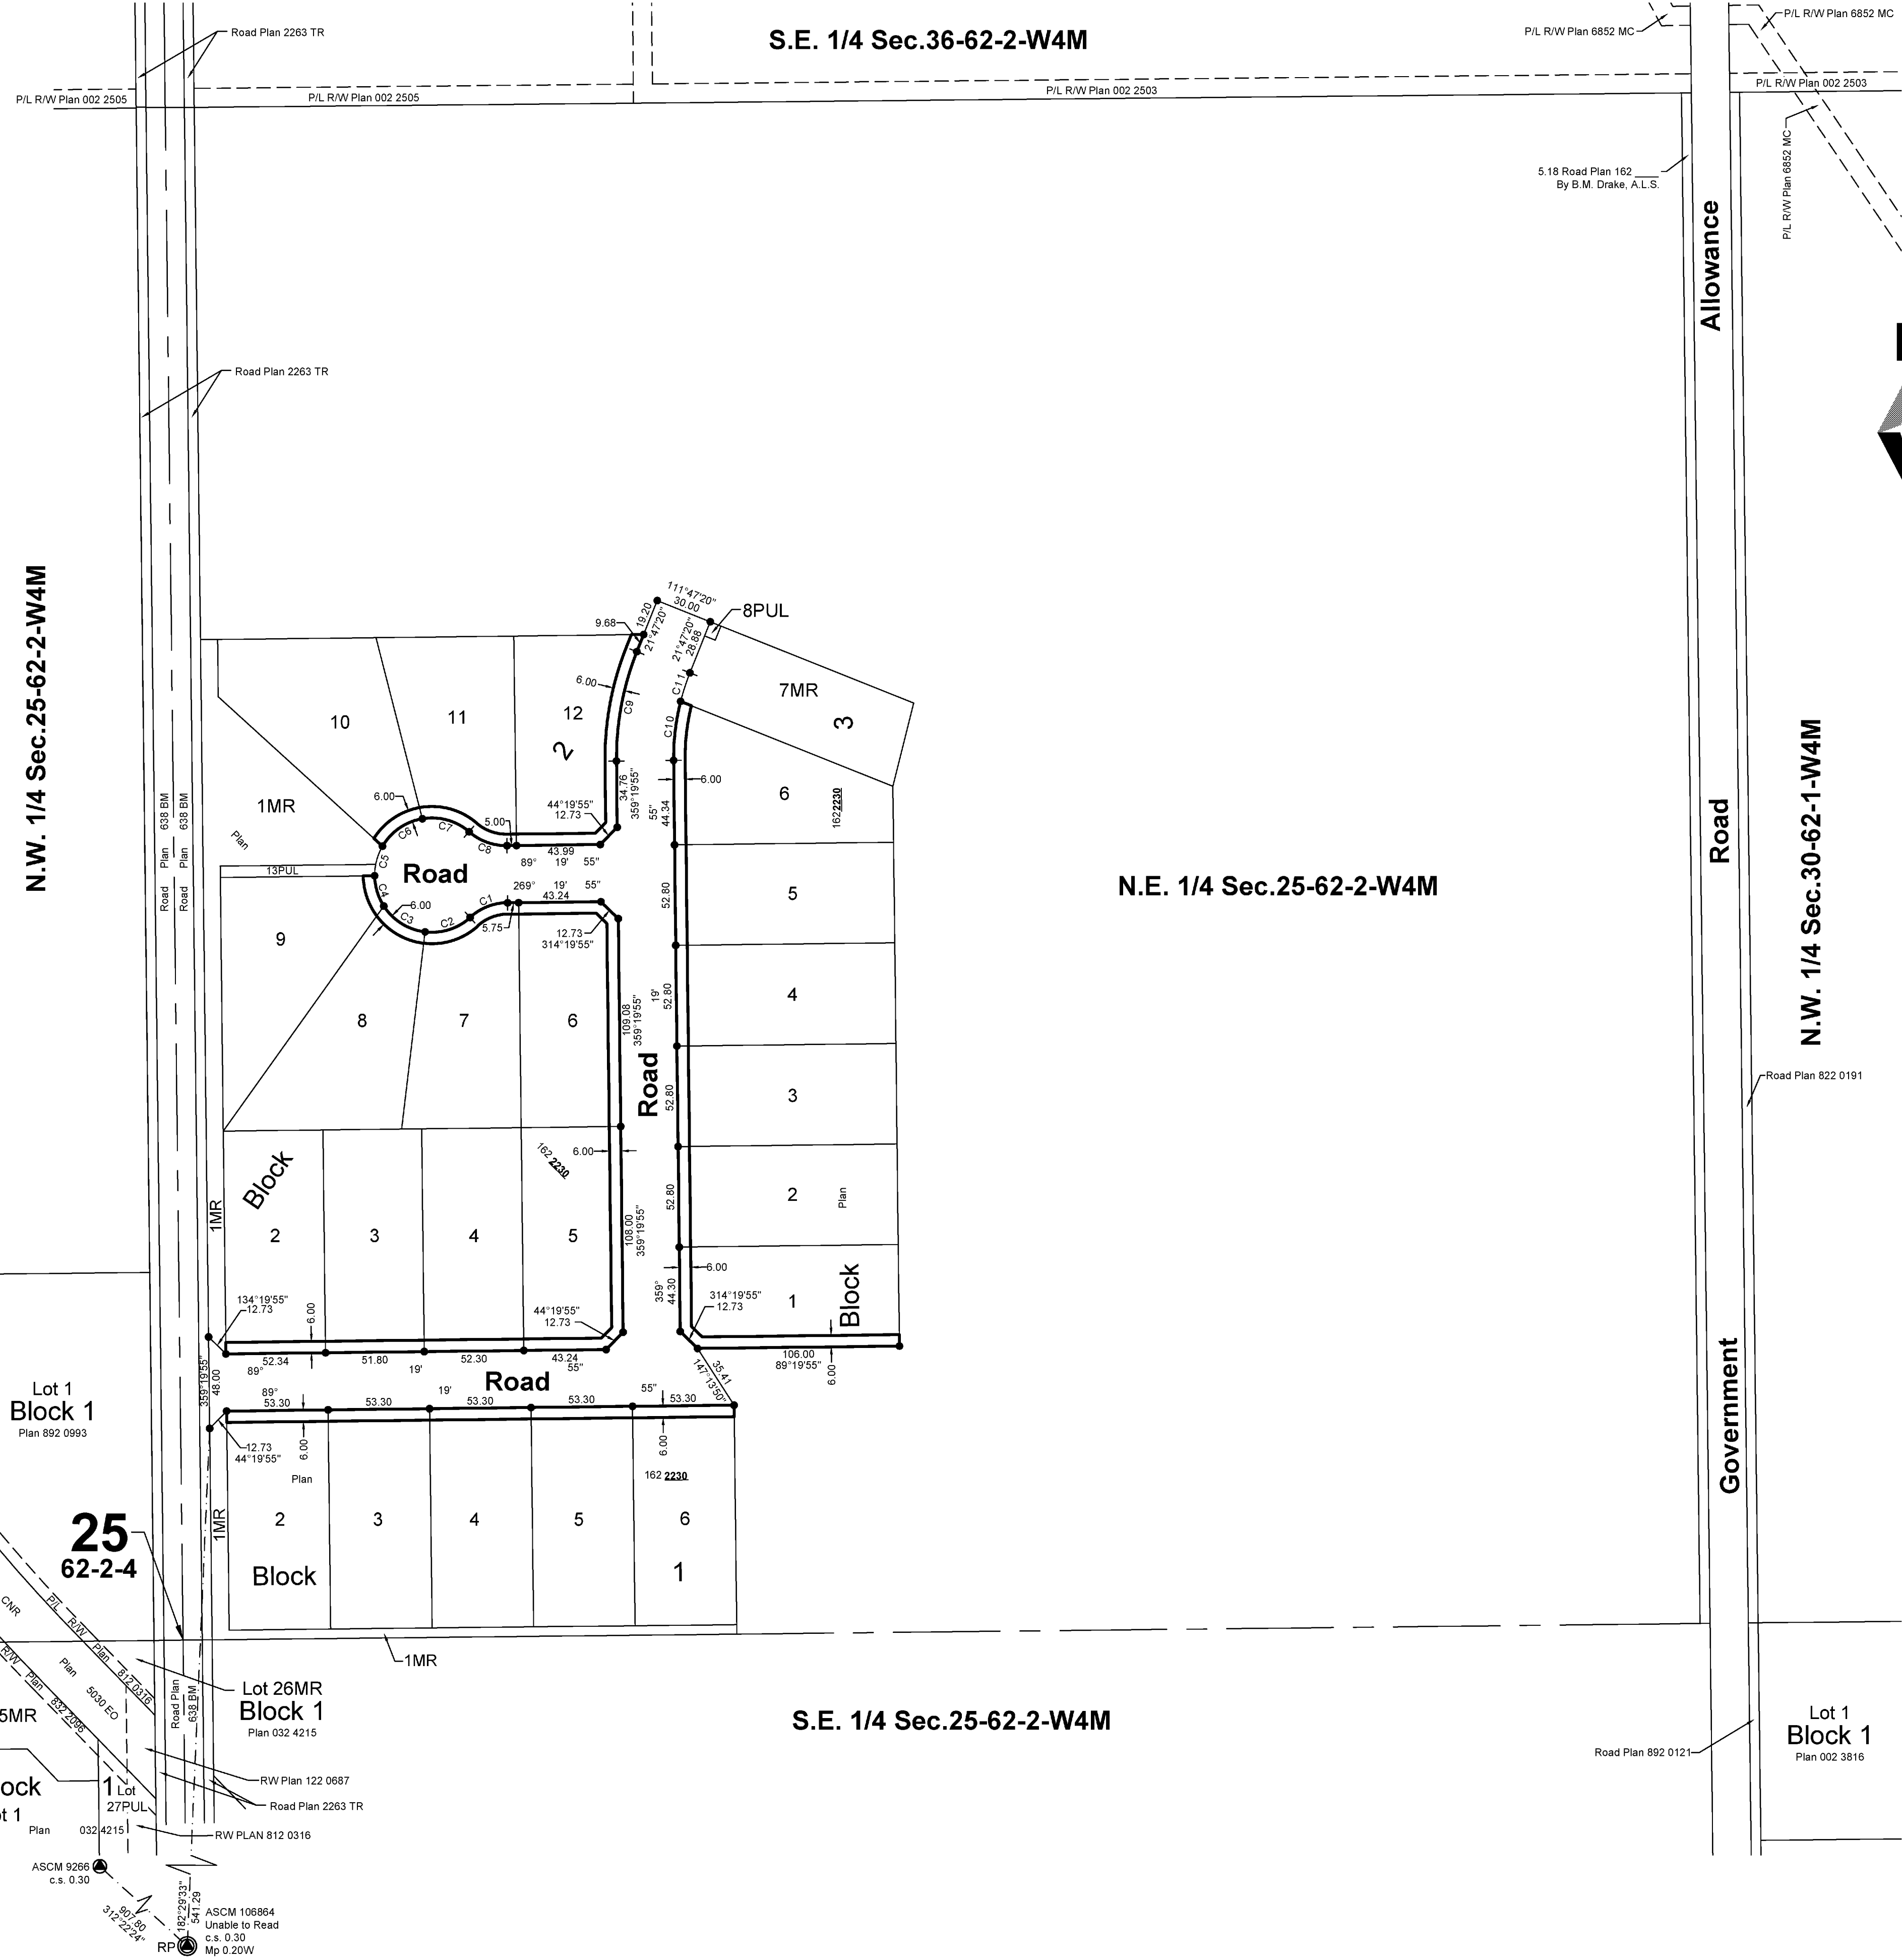 Road Plan 2263 TR
S.E. 1/4 Sec.36-62-2-W4M
P/L R/W Plan 6852 MC
P/L R/W Plan 6852 MC
P/L R/W Plan 002 2505
P/L R/W Plan 002 2505
P/L R/W Plan 002 2503
P/L R/W Plan 002 2503
P/L R/W Plan 6852 MC
5.18 Road Plan 162 ____
By B.M. Drake, A.L.S.
Allowance
Road Plan 2263 TR
N.W. 1/4 Sec.25-62-2-W4M
111°47'20"
30.00
8PUL
19.20
21°47'20"
9.68
21°47'20"
28.88
C11
C10
C9
6.00
7MR
3
10
11
12
2
6
162 2230
6.00
34.76
359°19'55"
55"
44.34
44°19'55"
12.73
1MR
Plan
6.00
C6
C7
5.00
C8
43.99
89° 19' 55"
C5
Road
13PUL
C4
6.00
C3
C2
C1
269° 19' 55"
43.24
5.75
12.73
314°19'55"
Road Plan 638 BM
Road Plan 638 BM
9
8
7
6
5
52.80
4
19'
52.80
109.08
359°19'55"
Road
3
52.80
2
52.80
Plan
N.E. 1/4 Sec.25-62-2-W4M
Road
N.W. 1/4 Sec.30-62-1-W4M
Road Plan 822 0191
162 2230
6.00
Block
1MR
2
3
4
5
108.00
359°19'55"
359°
44.30
6.00
314°19'55"
12.73
1
Block
134°19'55"
12.73
6.00
44°19'55"
12.73
52.34
51.80
52.30
43.24
89° 19' 55"
106.00
89°19'55"
6.00
35.41
147°13'50"
359°19'55"
48.00
Road
89° 19' 55"
53.30
53.30
53.30
53.30
53.30
12.73
44°19'55"
6.00
6.00
Plan
162 2230
Government
Lot 1
Block 1
Plan 892 0993
1MR
2
3
4
5
6
Block
1
25
62-2-4
CNR
P/L R/W Plan 812 0316
R/W Plan 832 2096
Plan 5030 EO
1MR
Road Plan 638 BM
Lot 26MR
Block 1
Plan 032 4215
S.E. 1/4 Sec.25-62-2-W4M
Road Plan 892 0121
Lot 1
Block 1
Plan 002 3816
5MR
RW Plan 122 0687
Road Plan 2263 TR
RW PLAN 812 0316
ock 1
Lot
27PUL
t 1
Plan 032 4215
ASCM 9266
c.s. 0.30
907.80
312°22'24"
182°29'33"
541.29
RP
ASCM 106864
Unable to Read
c.s. 0.30
Mp 0.20W